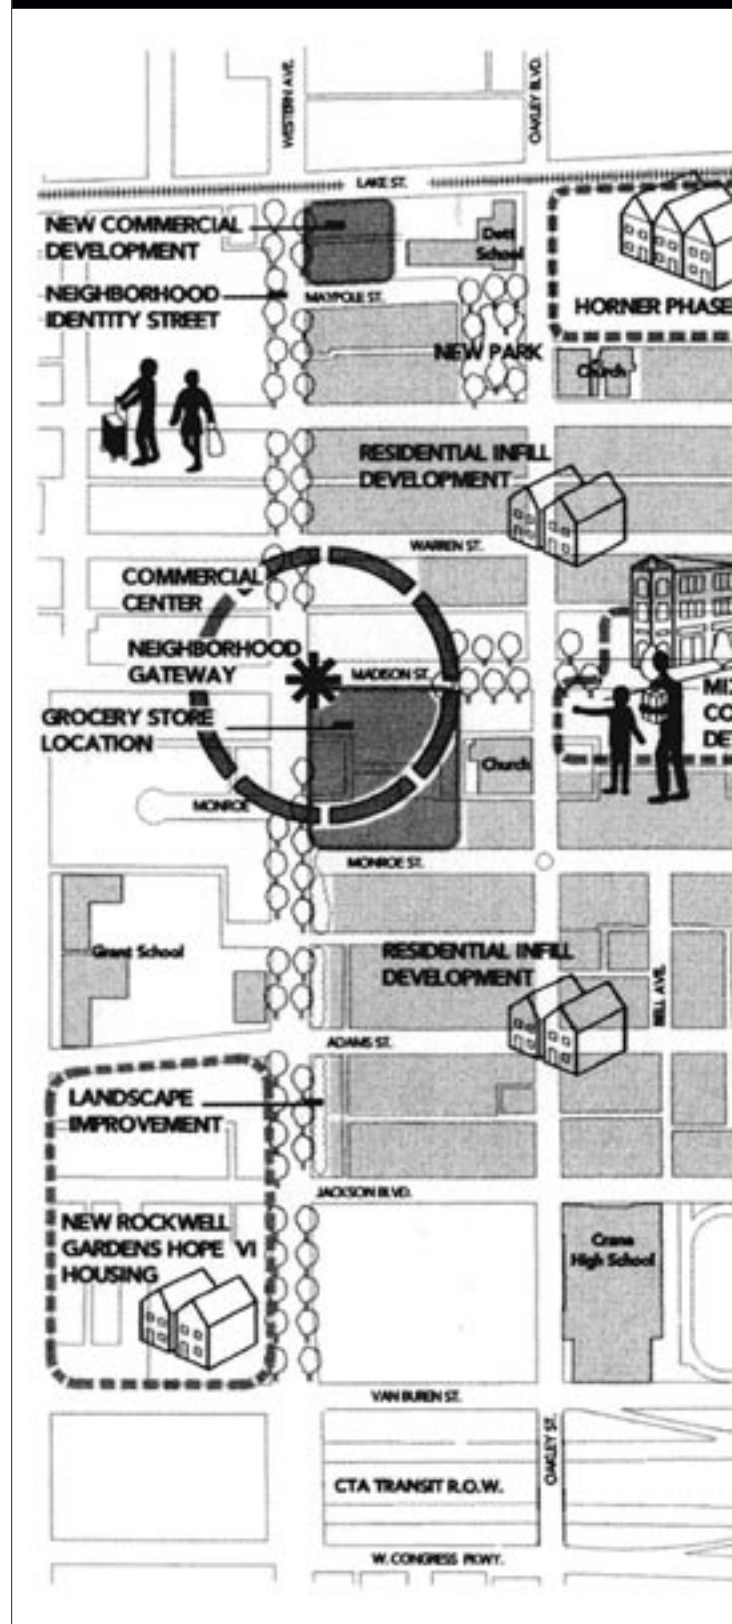 WESTERN AVE.
OAKLEY BLVD.
LAKE ST.
NEW COMMERCIAL
DEVELOPMENT
Dett
School
NEIGHBORHOOD
IDENTITY STREET
MAYPOLE ST.
HORNER PHASE
NEW PARK
Church
RESIDENTIAL INFILL
DEVELOPMENT
WARREN ST.
COMMERCIAL
CENTER
NEIGHBORHOOD
GATEWAY
MADISON ST.
GROCERY STORE
LOCATION
MIX
CO
DE
Church
MONROE
MONROE ST.
Grant School
RESIDENTIAL INFILL
DEVELOPMENT
BELL AVE.
ADAMS ST.
LANDSCAPE
IMPROVEMENT
JACKSON BLVD.
NEW ROCKWELL
GARDENS HOPE VI
HOUSING
Crane
High School
VAN BUREN ST.
OAKLEY ST.
CTA TRANSIT R.O.W.
W. CONGRESS PKWY.